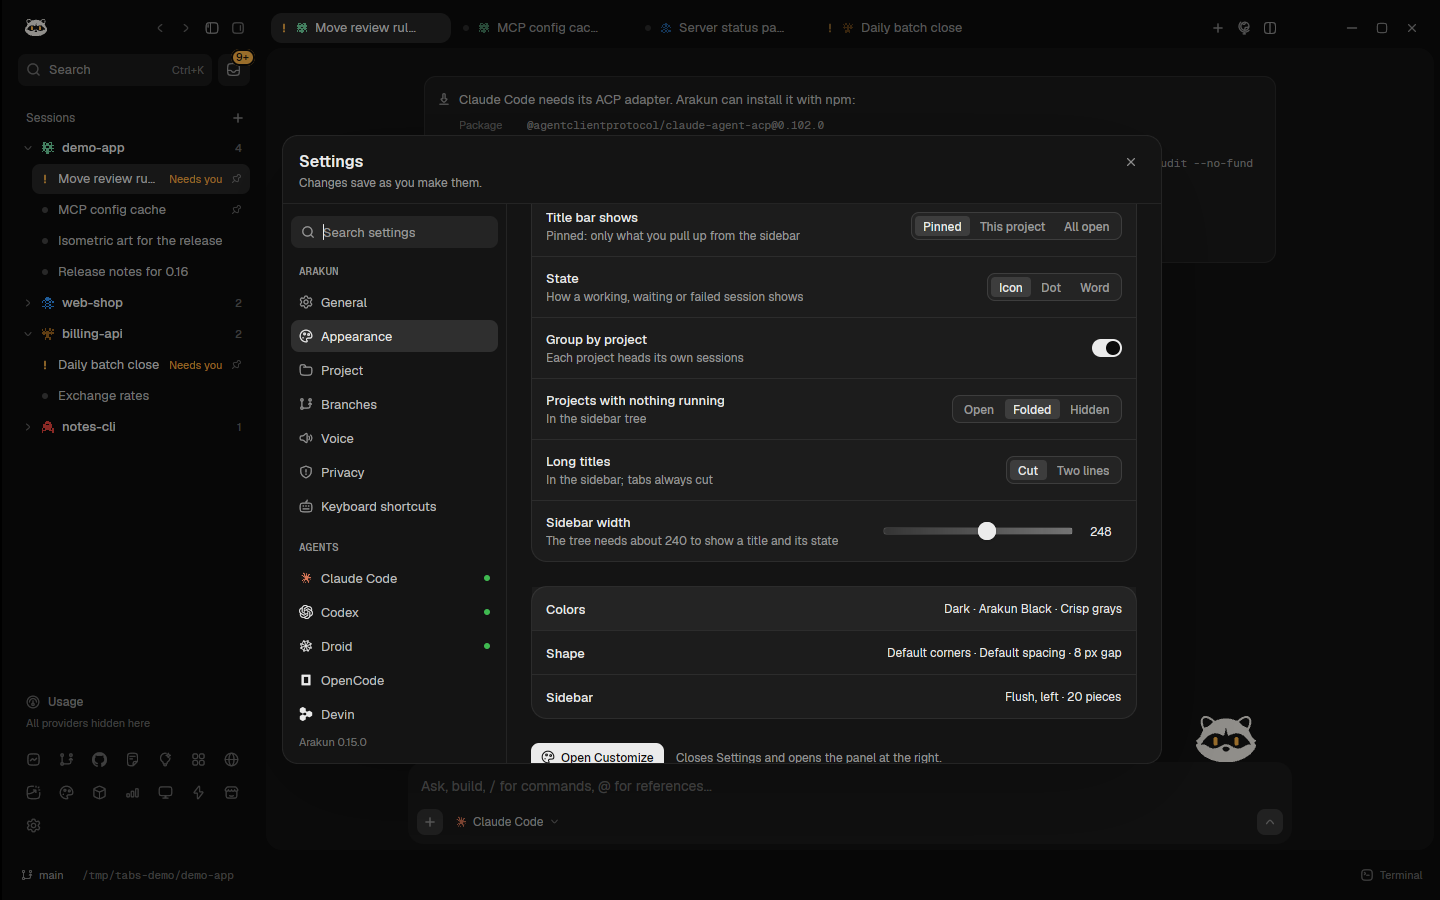 ! Move review rul...
MCP config cac...
Server status pa...
! Daily batch close
Search
Ctrl+K
9+
Sessions
demo-app
4
! Move review ru...
Needs you
MCP config cache
Isometric art for the release
Release notes for 0.16
web-shop
2
billing-api
2
! Daily batch close
Needs you
Exchange rates
notes-cli
1
Usage
All providers hidden here
main
/tmp/tabs-demo/demo-app
Terminal
Claude Code needs its ACP adapter. Arakun can install it with npm:
Package
@agentclientprotocol/claude-agent-acp@0.102.0
udit --no-fund
Settings
Changes save as you make them.
Search settings
ARAKUN
General
Appearance
Project
Branches
Voice
Privacy
Keyboard shortcuts
AGENTS
Claude Code
Codex
Droid
OpenCode
Devin
Arakun 0.15.0
Title bar shows
Pinned: only what you pull up from the sidebar
Pinned
This project
All open
State
How a working, waiting or failed session shows
Icon
Dot
Word
Group by project
Each project heads its own sessions
Projects with nothing running
In the sidebar tree
Open
Folded
Hidden
Long titles
In the sidebar; tabs always cut
Cut
Two lines
Sidebar width
The tree needs about 240 to show a title and its state
248
Colors
Dark · Arakun Black · Crisp grays
Shape
Default corners · Default spacing · 8 px gap
Sidebar
Flush, left · 20 pieces
Open Customize
Closes Settings and opens the panel at the right.
Ask, build, / for commands, @ for references...
Claude Code